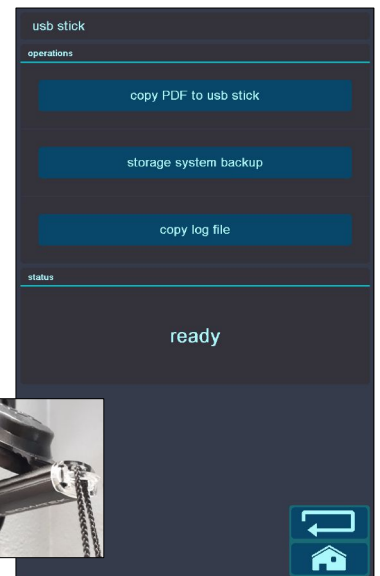 usb stick
operations
copy PDF to usb stick
storage system backup
copy log file
status
ready